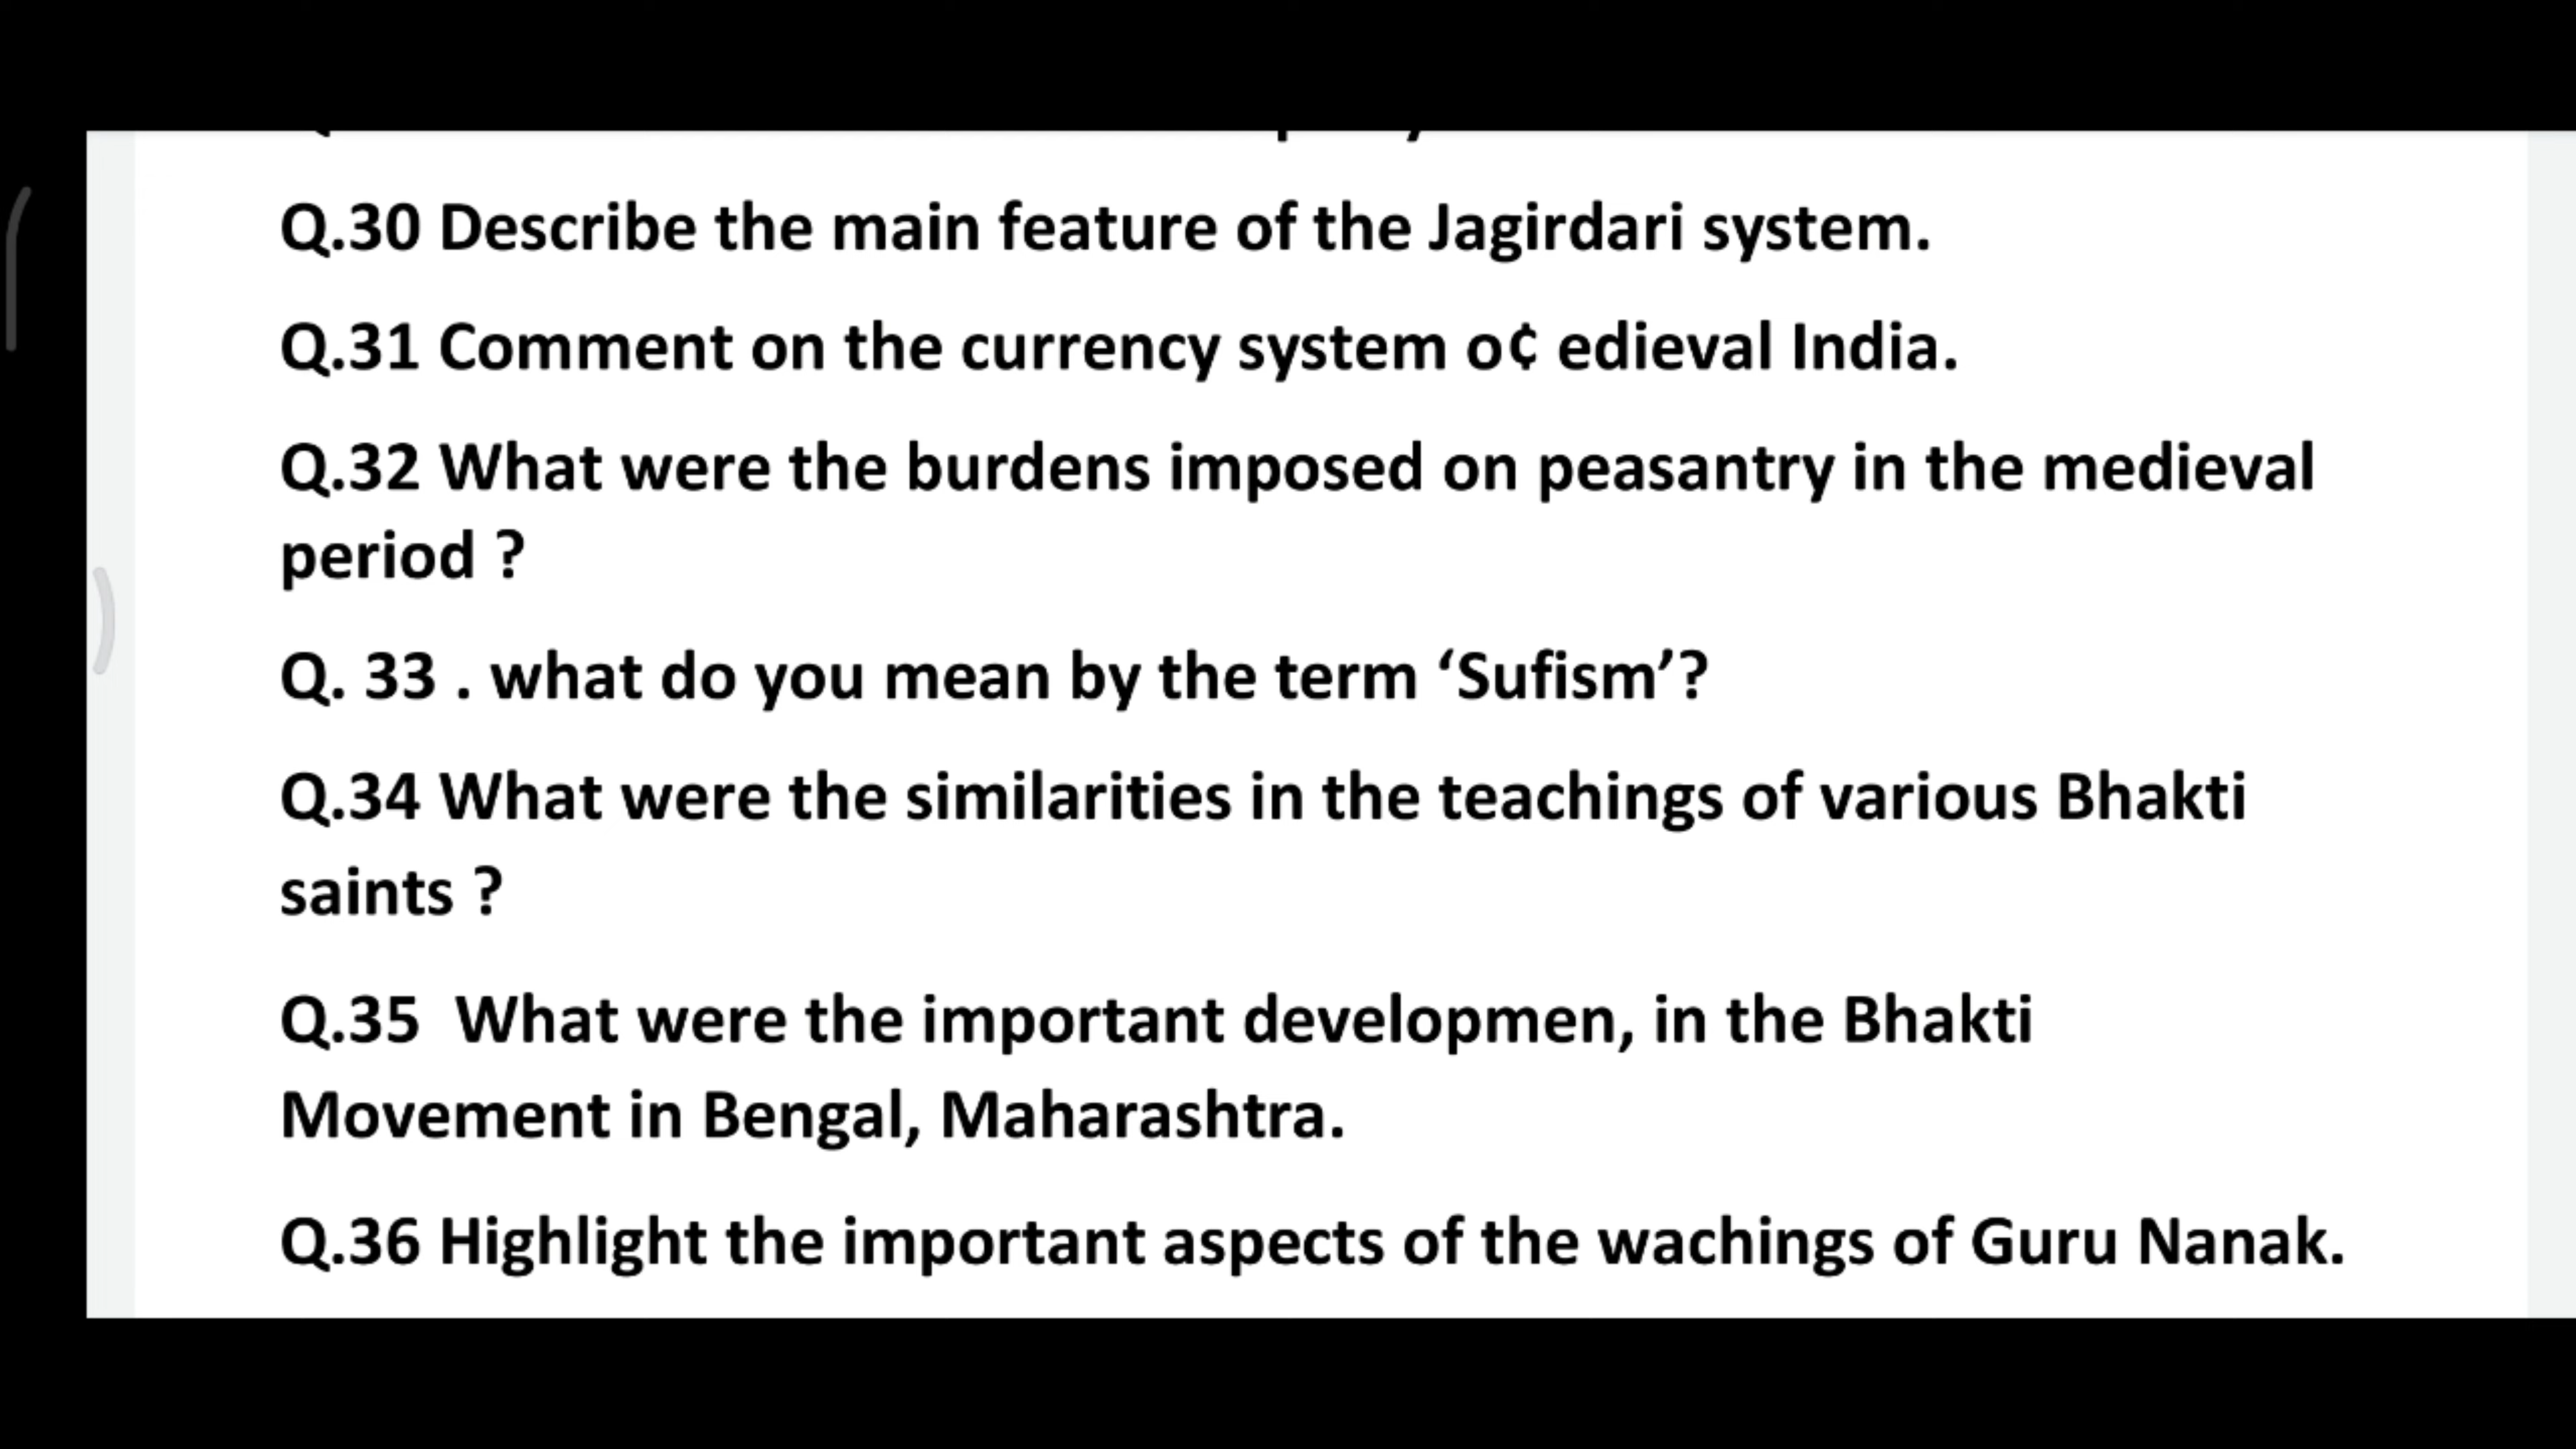 Q.30 Describe the main feature of the Jagirdari system.
Q.31 Comment on the currency system o¢ edieval India.
Q.32 What were the burdens imposed on peasantry in the medieval
period ?
Q. 33 . what do you mean by the term ‘Sufism’?
Q.34 What were the similarities in the teachings of various Bhakti
saints ?
Q.35  What were the important developmen, in the Bhakti
Movement in Bengal, Maharashtra.
Q.36 Highlight the important aspects of the wachings of Guru Nanak.